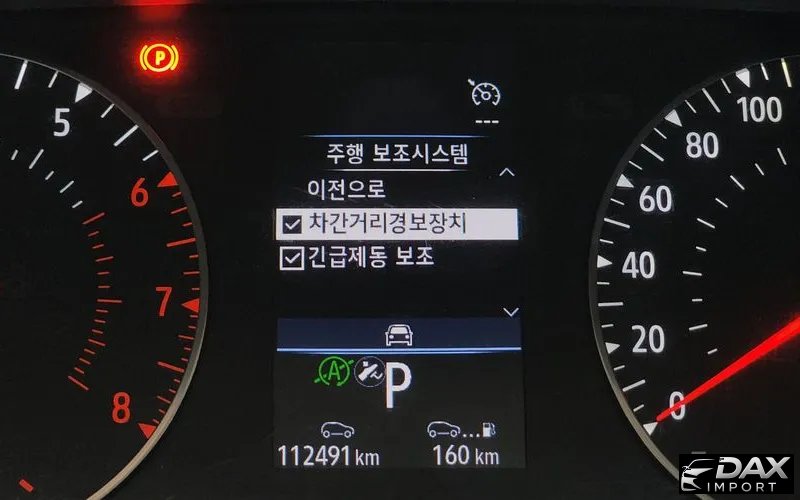 5
6
7
8
P
---
주행 보조시스템
이전으로
차간거리경보장치
긴급제동 보조
A
P
112491 km
... 160 km
100
80
60
40
20
0
DAX
IMPORT